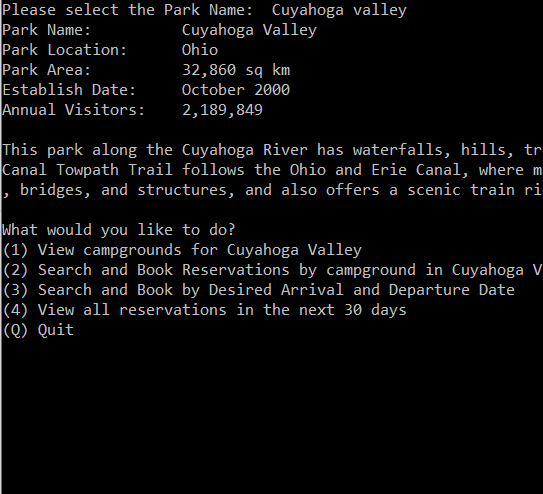 Please select the Park Name:  Cuyahoga valley
Park Name:          Cuyahoga Valley
Park Location:      Ohio
Park Area:          32,860 sq km
Establish Date:     October 2000
Annual Visitors:    2,189,849
This park along the Cuyahoga River has waterfalls, hills, tr
Canal Towpath Trail follows the Ohio and Erie Canal, where m
, bridges, and structures, and also offers a scenic train ri
What would you like to do?
(1) View campgrounds for Cuyahoga Valley
(2) Search and Book Reservations by campground in Cuyahoga V
(3) Search and Book by Desired Arrival and Departure Date
(4) View all reservations in the next 30 days
(Q) Quit